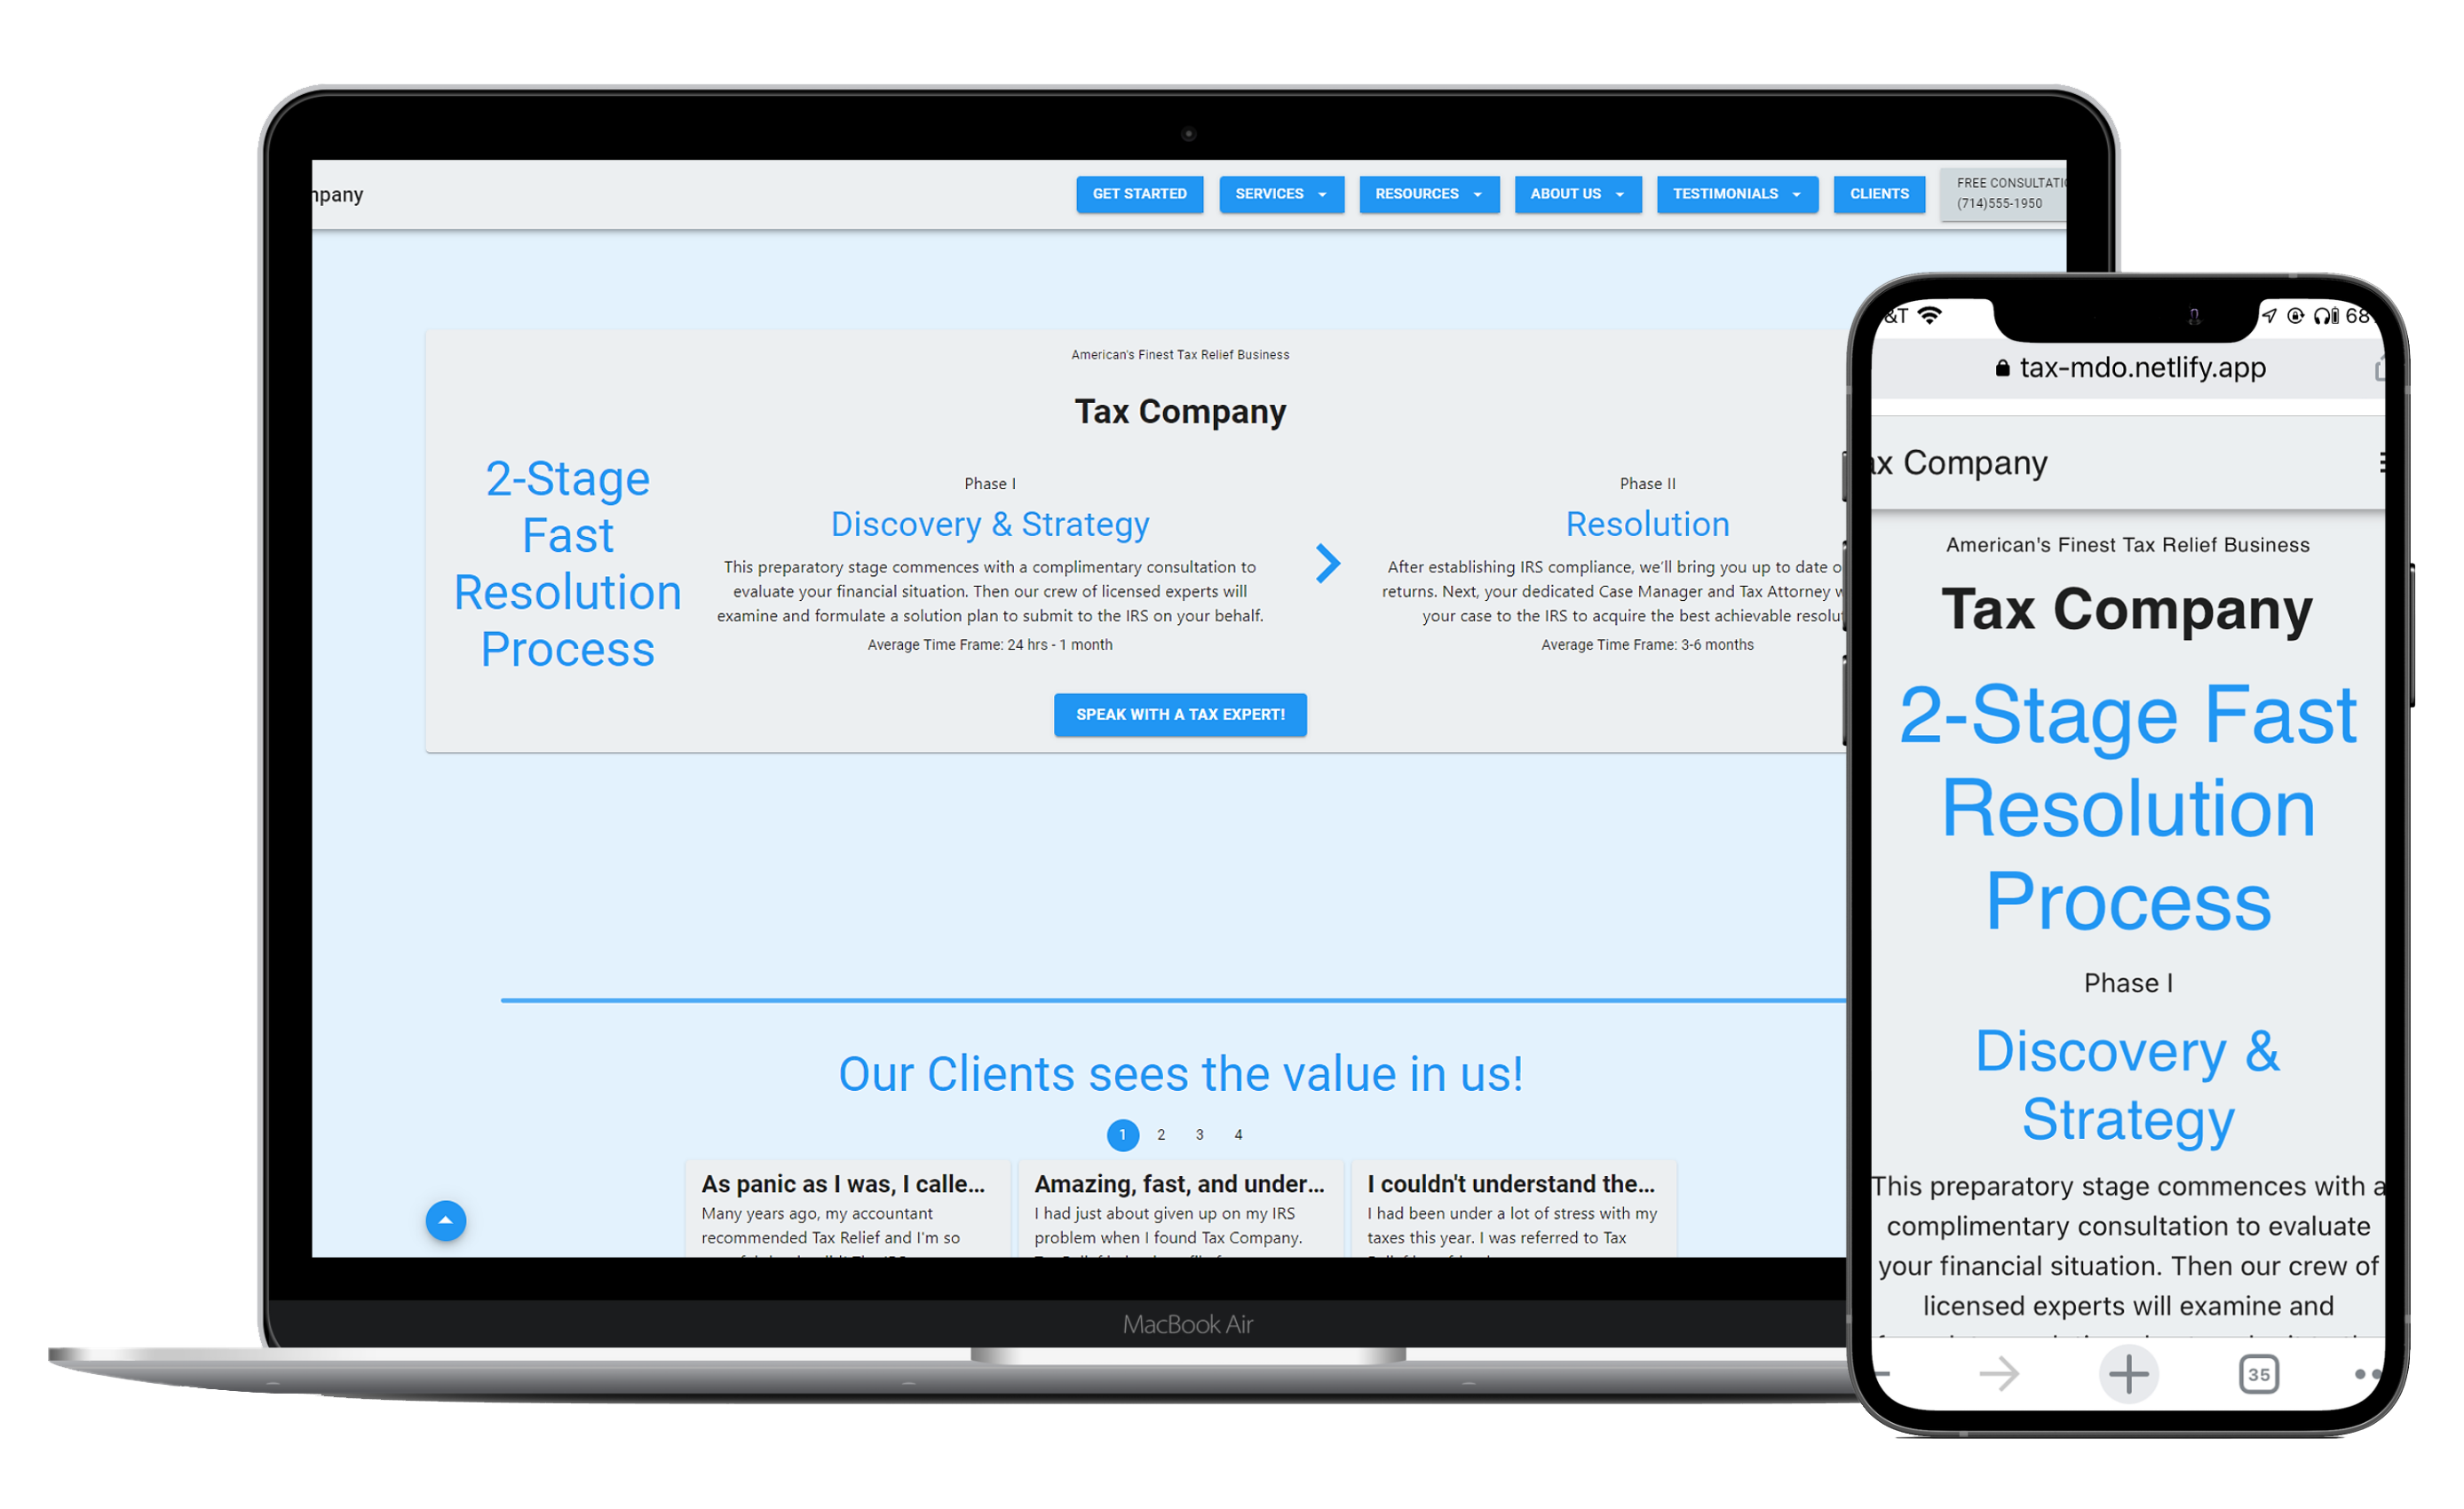 mpany
GET STARTED
SERVICES
RESOURCES
ABOUT US
TESTIMONIALS
CLIENTS
FREE CONSULTATIO
(714)555-1950
American's Finest Tax Relief Business
Tax Company
2-Stage
Fast
Resolution
Process
Phase I
Discovery & Strategy
This preparatory stage commences with a complimentary consultation to
evaluate your financial situation. Then our crew of licensed experts will
examine and formulate a solution plan to submit to the IRS on your behalf.
Average Time Frame: 24 hrs - 1 month
Phase II
Resolution
After establishing IRS compliance, we'll bring you up to date o
returns. Next, your dedicated Case Manager and Tax Attorney w
your case to the IRS to acquire the best achievable resolut
Average Time Frame: 3-6 months
SPEAK WITH A TAX EXPERT!
Our Clients sees the value in us!
1 2 3 4
As panic as I was, I calle...
Many years ago, my accountant
recommended Tax Relief and I'm so
Amazing, fast, and under...
I had just about given up on my IRS
problem when I found Tax Company.
I couldn't understand the...
I had been under a lot of stress with my
taxes this year. I was referred to Tax
MacBook Air
&T 68
tax-mdo.netlify.app
ax Company
American's Finest Tax Relief Business
Tax Company
2-Stage Fast
Resolution
Process
Phase I
Discovery &
Strategy
This preparatory stage commences with a
complimentary consultation to evaluate
your financial situation. Then our crew of
licensed experts will examine and
35